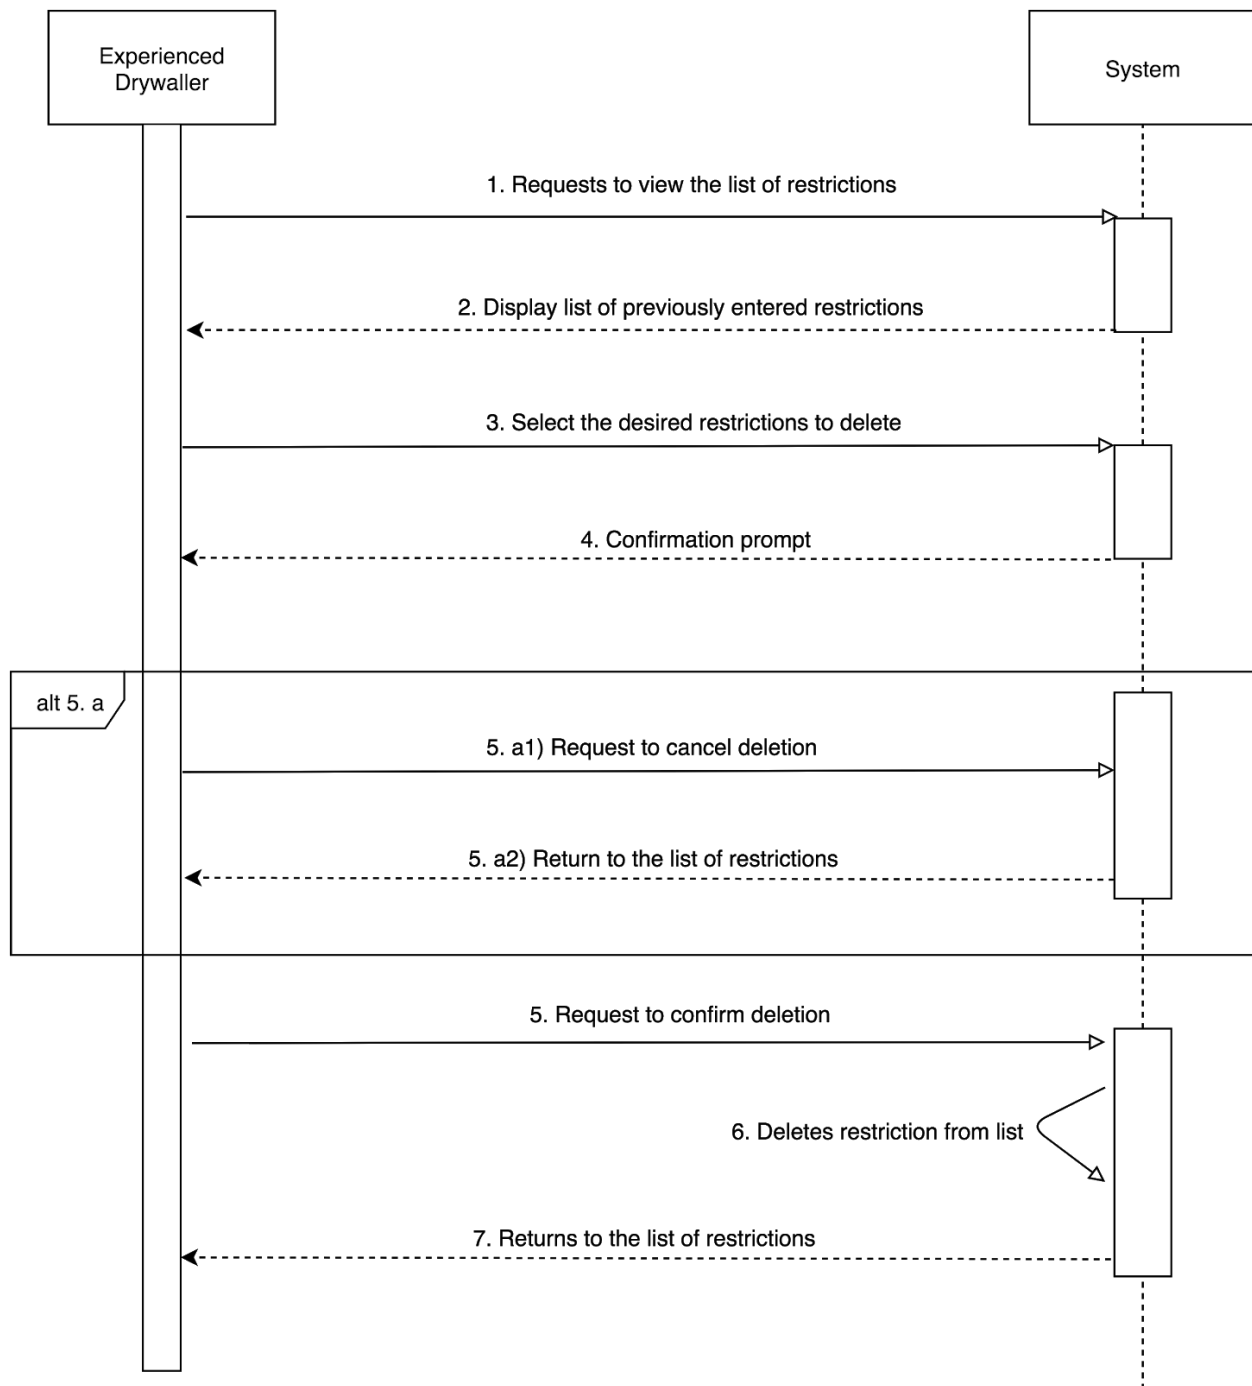 Experienced
Drywaller
System
1. Requests to view the list of restrictions
2. Display list of previously entered restrictions
3. Select the desired restrictions to delete
4. Confirmation prompt
alt 5. a
5. a1) Request to cancel deletion
5. a2) Return to the list of restrictions
5. Request to confirm deletion
6. Deletes restriction from list
7. Returns to the list of restrictions